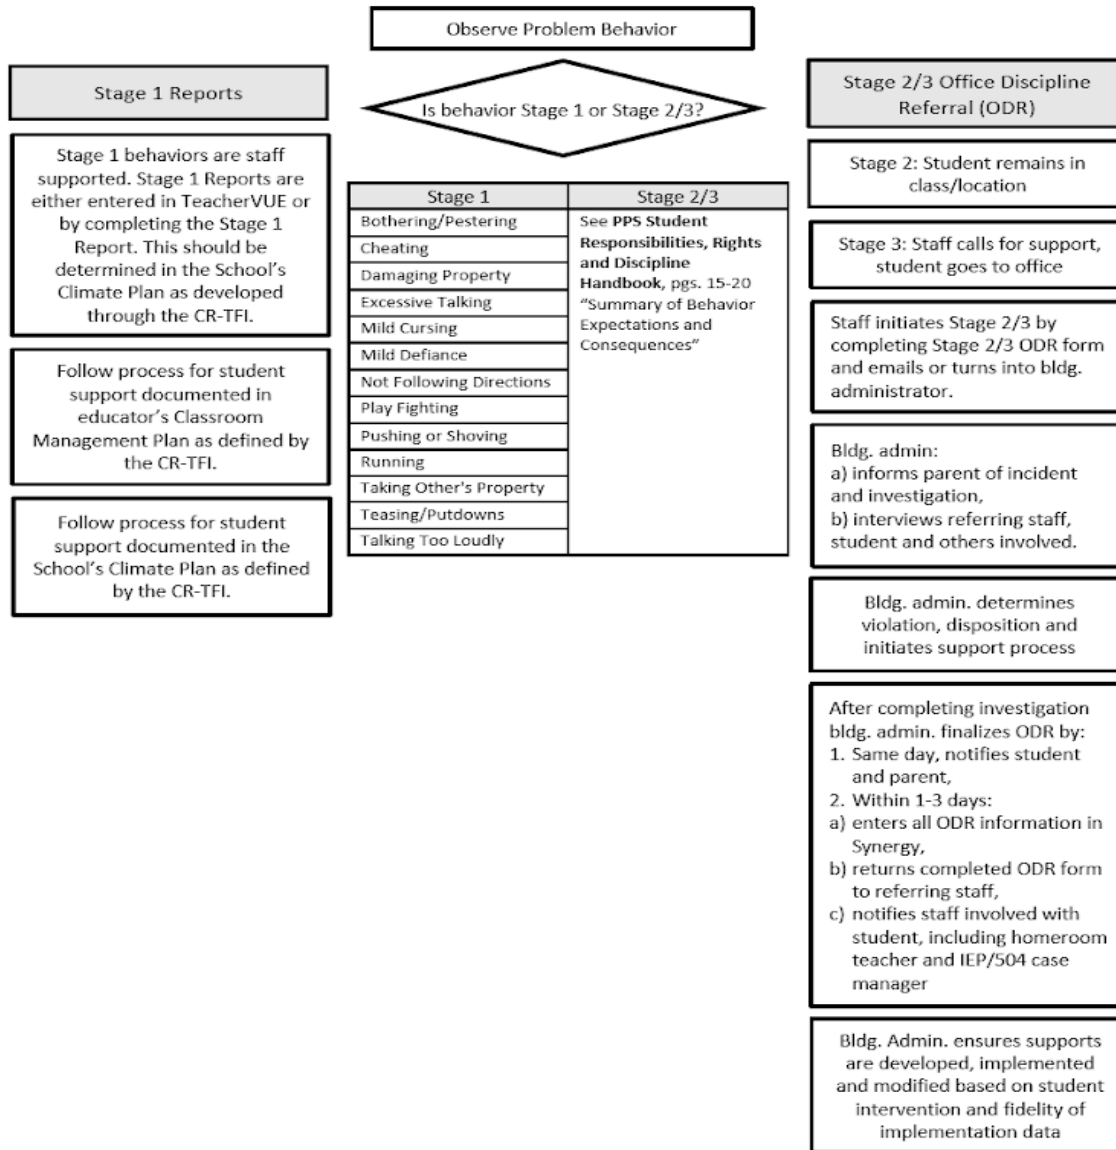 Observe Problem Behavior
Is behavior Stage 1 or Stage 2/3?
Stage 1 Reports
Stage 1 behaviors are staff
supported. Stage 1 Reports are
either entered in TeacherVUE or
by completing the Stage 1
Report. This should be
determined in the School's
Climate Plan as developed
through the CR-TFI.
Follow process for student
support documented in
educator's Classroom
Management Plan as defined by
the CR-TFI.
Follow process for student
support documented in the
School's Climate Plan as defined
by the CR-TFI.
Stage 1
Bothering/Pestering
Cheating
Damaging Property
Excessive Talking
Mild Cursing
Mild Defiance
Not Following Directions
Play Fighting
Pushing or Shoving
Running
Taking Other's Property
Teasing/Putdowns
Talking Too Loudly
Stage 2/3
See PPS Student
Responsibilities, Rights
and Discipline
Handbook, pgs. 15-20
"Summary of Behavior
Expectations and
Consequences"
Stage 2/3 Office Discipline
Referral (ODR)
Stage 2: Student remains in
class/location
Stage 3: Staff calls for support,
student goes to office
Staff initiates Stage 2/3 by
completing Stage 2/3 ODR form
and emails or turns into bldg.
administrator.
Bldg. admin:
a) informs parent of incident
and investigation,
b) interviews referring staff,
student and others involved.
Bldg. admin. determines
violation, disposition and
initiates support process
After completing investigation
bldg. admin. finalizes ODR by:
1. Same day, notifies student
and parent,
2. Within 1-3 days:
a) enters all ODR information in
Synergy,
b) returns completed ODR form
to referring staff,
c) notifies staff involved with
student, including homeroom
teacher and IEP/504 case
manager
Bldg. Admin. ensures supports
are developed, implemented
and modified based on student
intervention and fidelity of
implementation data